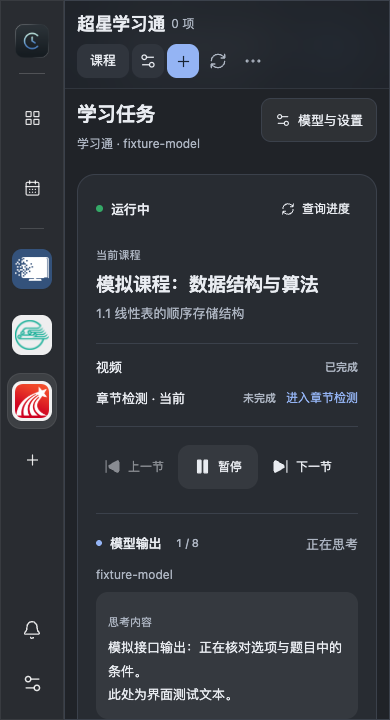 超星学习通 0 项
课程
学习任务
模型与设置
学习通 · fixture-model
运行中
查询进度
当前课程
模拟课程：数据结构与算法
1.1 线性表的顺序存储结构
视频 已完成
章节检测 · 当前 未完成 进入章节检测
上一节 暂停 下一节
模型输出 1 / 8 正在思考
fixture-model
思考内容
模拟接口输出：正在核对选项与题目中的
条件。
此处为界面测试文本。